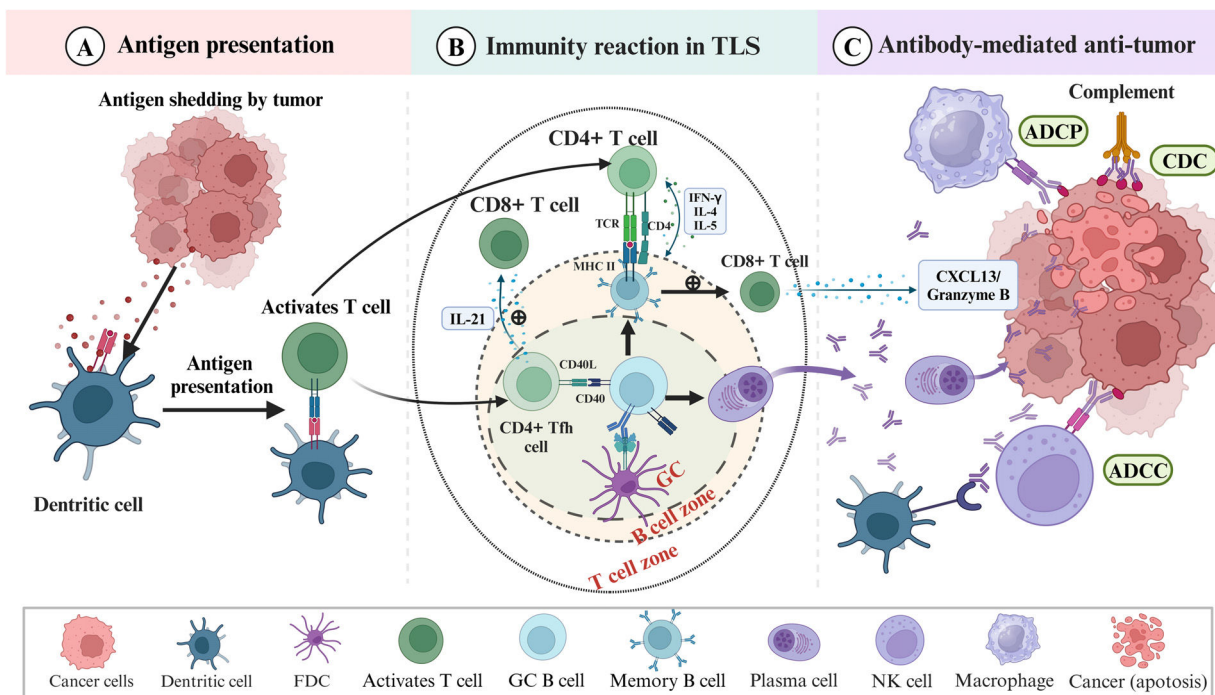 A Antigen presentation
B Immunity reaction in TLS
C Antibody-mediated anti-tumor
Antigen shedding by tumor
Activates T cell
Antigen
presentation
Dentritic cell
CD4+ T cell
CD8+ T cell
TCR
CD4+
IFN-γ
IL-4
IL-5
MHC II
CD8+ T cell
IL-21
CD40L
CD40
CD4+ Tfh
cell
GC
B cell zone
T cell zone
Complement
ADCP
CDC
CXCL13/
Granzyme B
ADCC
Cancer cells
Dentritic cell
FDC
Activates T cell
GC B cell
Memory B cell
Plasma cell
NK cell
Macrophage
Cancer (apotosis)